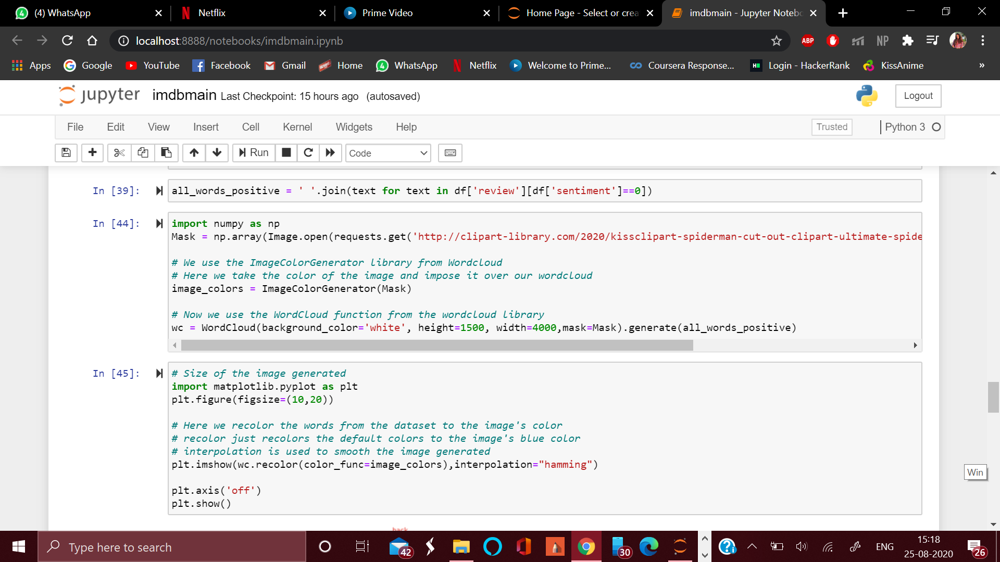 (4) WhatsApp
Netflix
Prime Video
Home Page - Select or crea
imdbmain - Jupyter Notebo
localhost:8888/notebooks/imdbmain.ipynb
ABP
NP
Apps
Google
YouTube
Facebook
Gmail
Home
WhatsApp
Netflix
Welcome to Prime...
Coursera Response...
Login - HackerRank
KissAnime
»
jupyter imdbmain Last Checkpoint: 15 hours ago (autosaved)
Logout
File Edit View Insert Cell Kernel Widgets Help
Trusted
Python 3
Run
Code
In [39]:
all_words_positive = ' '.join(text for text in df['review'][df['sentiment']==0])
In [44]:
import numpy as np
Mask = np.array(Image.open(requests.get('http://clipart-library.com/2020/kissclipart-spiderman-cut-out-clipart-ultimate-spide
# We use the ImageColorGenerator library from Wordcloud
# Here we take the color of the image and impose it over our wordcloud
image_colors = ImageColorGenerator(Mask)
# Now we use the WordCloud function from the wordcloud library
wc = WordCloud(background_color='white', height=1500, width=4000,mask=Mask).generate(all_words_positive)
In [45]:
# Size of the image generated
import matplotlib.pyplot as plt
plt.figure(figsize=(10,20))
# Here we recolor the words from the dataset to the image's color
# recolor just recolors the default colors to the image's blue color
# interpolation is used to smooth the image generated
plt.imshow(wc.recolor(color_func=image_colors),interpolation="hamming")
plt.axis('off')
plt.show()
Win
Type here to search
42
30
ENG
15:18
25-08-2020
26